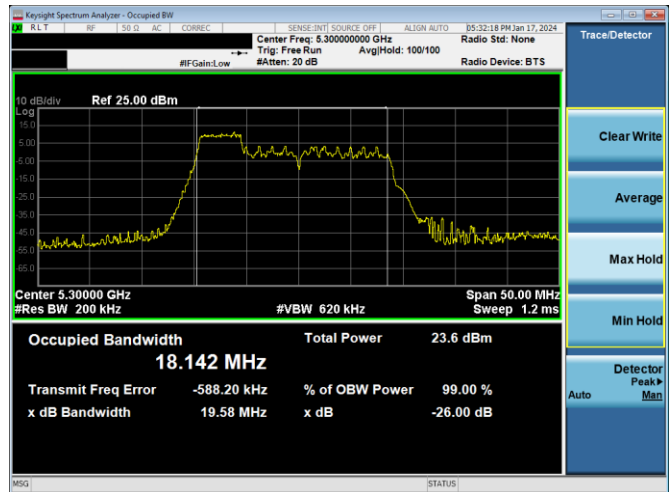 Keysight Spectrum Analyzer - Occupied BW
RLT RF 50 Ω AC CORREC SENSE:INT SOURCE OFF ALIGN AUTO 05:32:18 PM Jan 17, 2024
Center Freq: 5.300000000 GHz Radio Std: None
Trig: Free Run Avg|Hold: 100/100
#IFGain:Low #Atten: 20 dB Radio Device: BTS
Trace/Detector
10 dB/div Ref 25.00 dBm
Log
15.0
5.00
-5.00
-15.0
-25.0
-35.0
-45.0
-55.0
-65.0
Center 5.30000 GHz Span 50.00 MHz
#Res BW 200 kHz #VBW 620 kHz Sweep 1.2 ms
Occupied Bandwidth Total Power 23.6 dBm
18.142 MHz
Transmit Freq Error -588.20 kHz % of OBW Power 99.00 %
x dB Bandwidth 19.58 MHz x dB -26.00 dB
Clear Write
Average
Max Hold
Min Hold
Detector
Peak▶
Auto Man
MSG STATUS